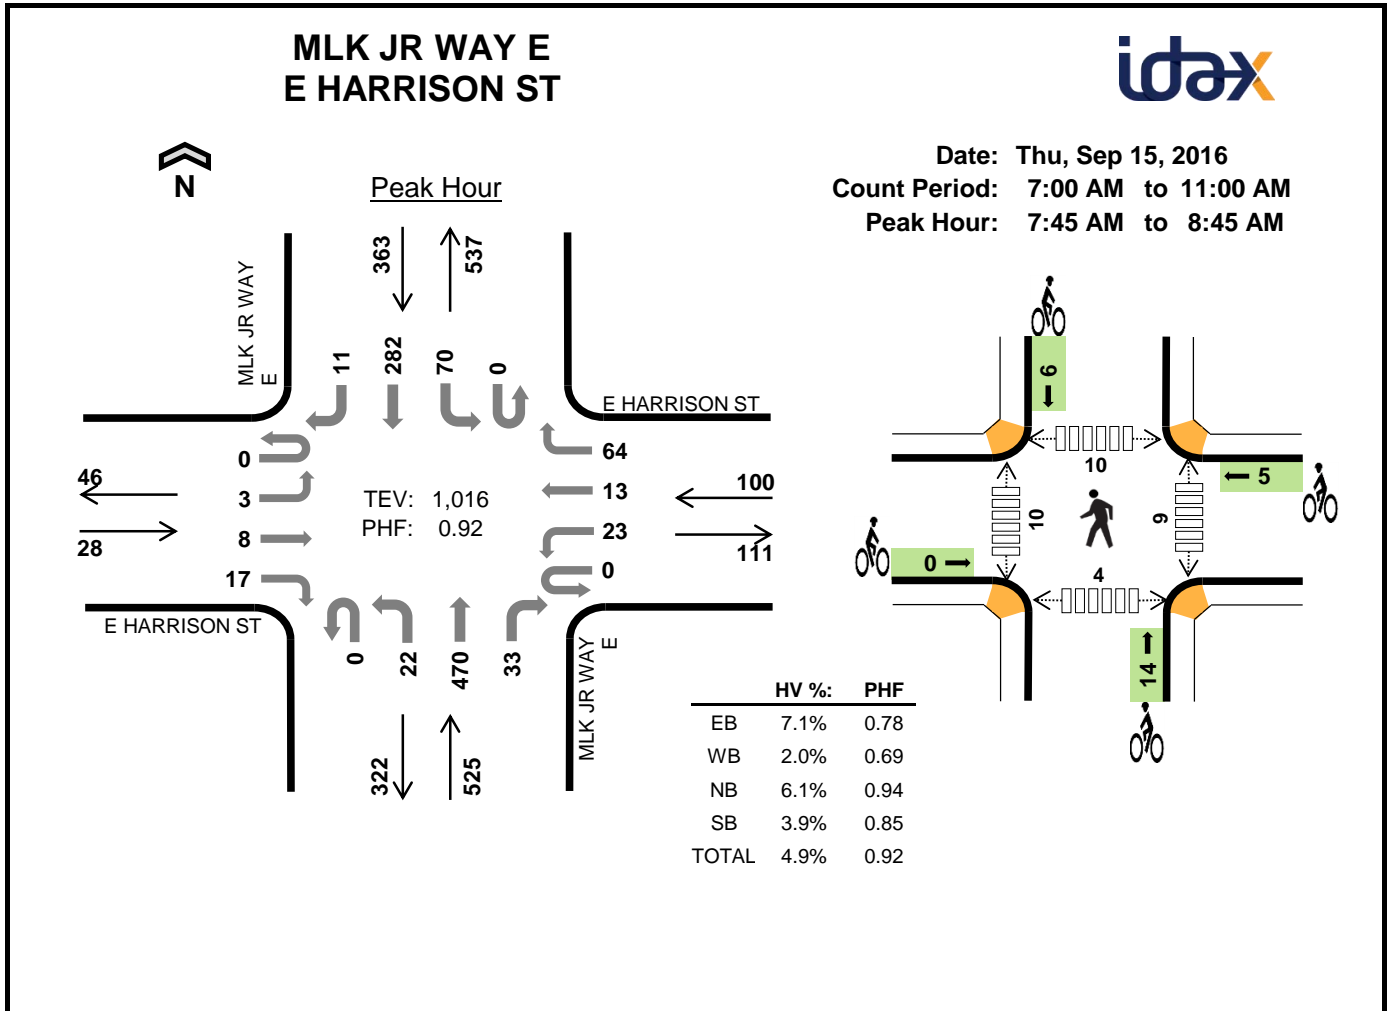 MLK JR WAY E
E HARRISON ST
idax
Date: Thu, Sep 15, 2016
Count Period: 7:00 AM to 11:00 AM
Peak Hour: 7:45 AM to 8:45 AM
N
Peak Hour
363
537
MLK JR WAY
E
11
282
70
0
E HARRISON ST
0
3
8
17
46
28
TEV: 1,016
PHF: 0.92
64
13
23
0
100
111
E HARRISON ST
0
22
470
33
MLK JR WAY
E
322
525
6
10
5
10
9
0
4
14
HV %: PHF
EB 7.1% 0.78
WB 2.0% 0.69
NB 6.1% 0.94
SB 3.9% 0.85
TOTAL 4.9% 0.92